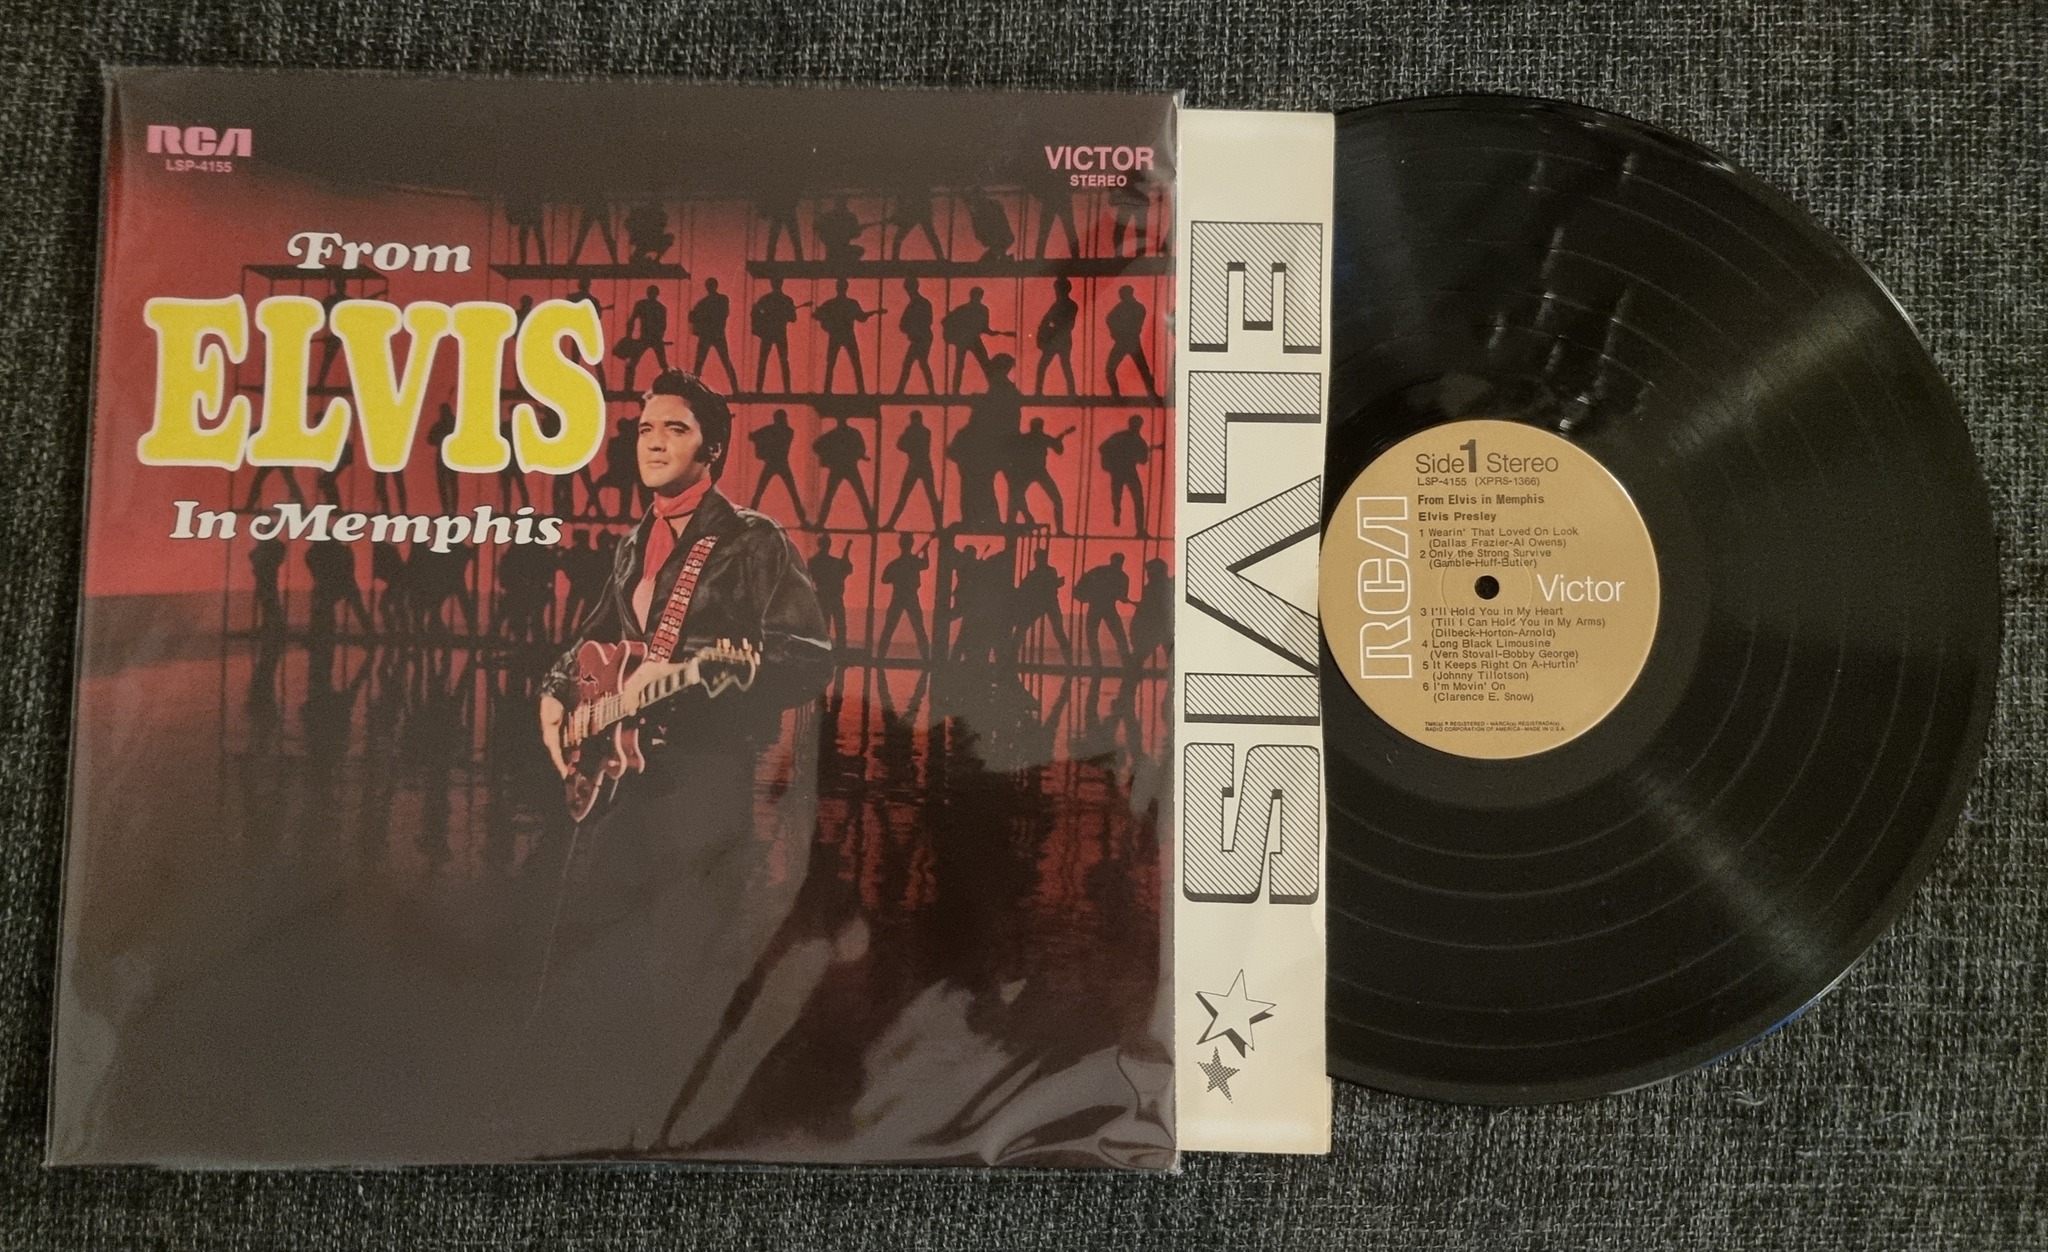 RCA
LSP-4155
VICTOR
STEREO
From
ELVIS
In Memphis
ELVIS
Side 1 Stereo
LSP-4155 (XPRS-1366)
From Elvis in Memphis
Elvis Presley
1 Wearin' That Loved On Look
(Dallas Frazier-Al Owens)
2 Only the Strong Survive
(Gamble-Huff-Butler)
RCA
Victor
3 I'll Hold You in My Heart
(Till I Can Hold You in My Arms)
(Dilbeck-Horton-Arnold)
4 Long Black Limousine
(Vern Stovall-Bobby George)
5 It Keeps Right On A-Hurtin'
(Johnny Tillotson)
6 I'm Movin' On
(Clarence E. Snow)
TMK(s) ® REGISTERED • MARCA(s) REGISTRADA(s)
RADIO CORPORATION OF AMERICA—MADE IN U.S.A.